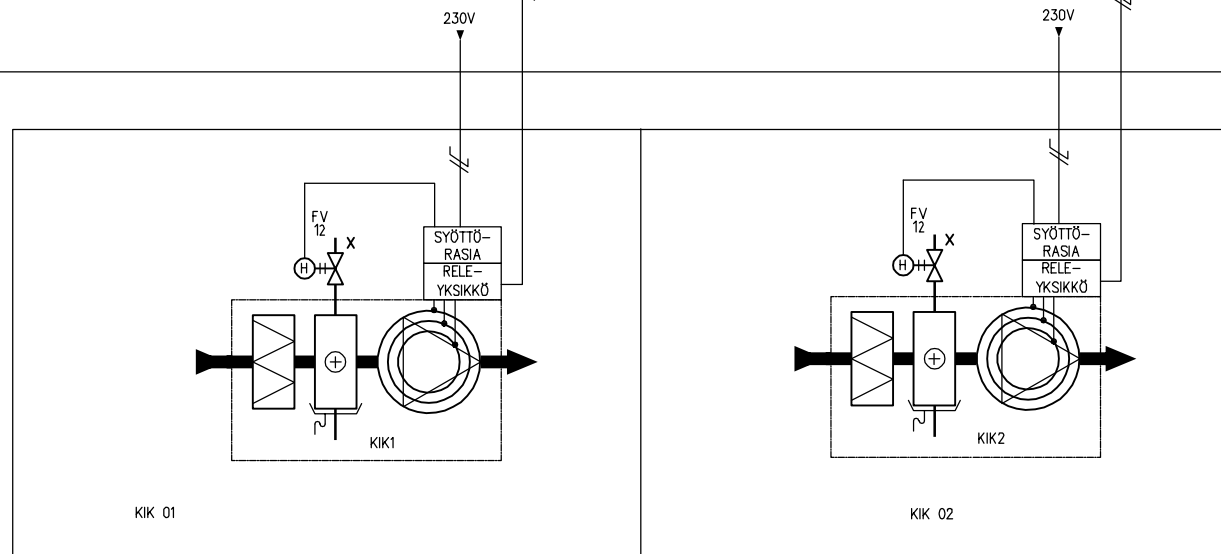 230V
230V
FV
12
X
H
SYÖTTÖ-
RASIA
RELE-
YKSIKKÖ
KIK1
KIK 01
FV
12
X
H
SYÖTTÖ-
RASIA
RELE-
YKSIKKÖ
KIK2
KIK 02